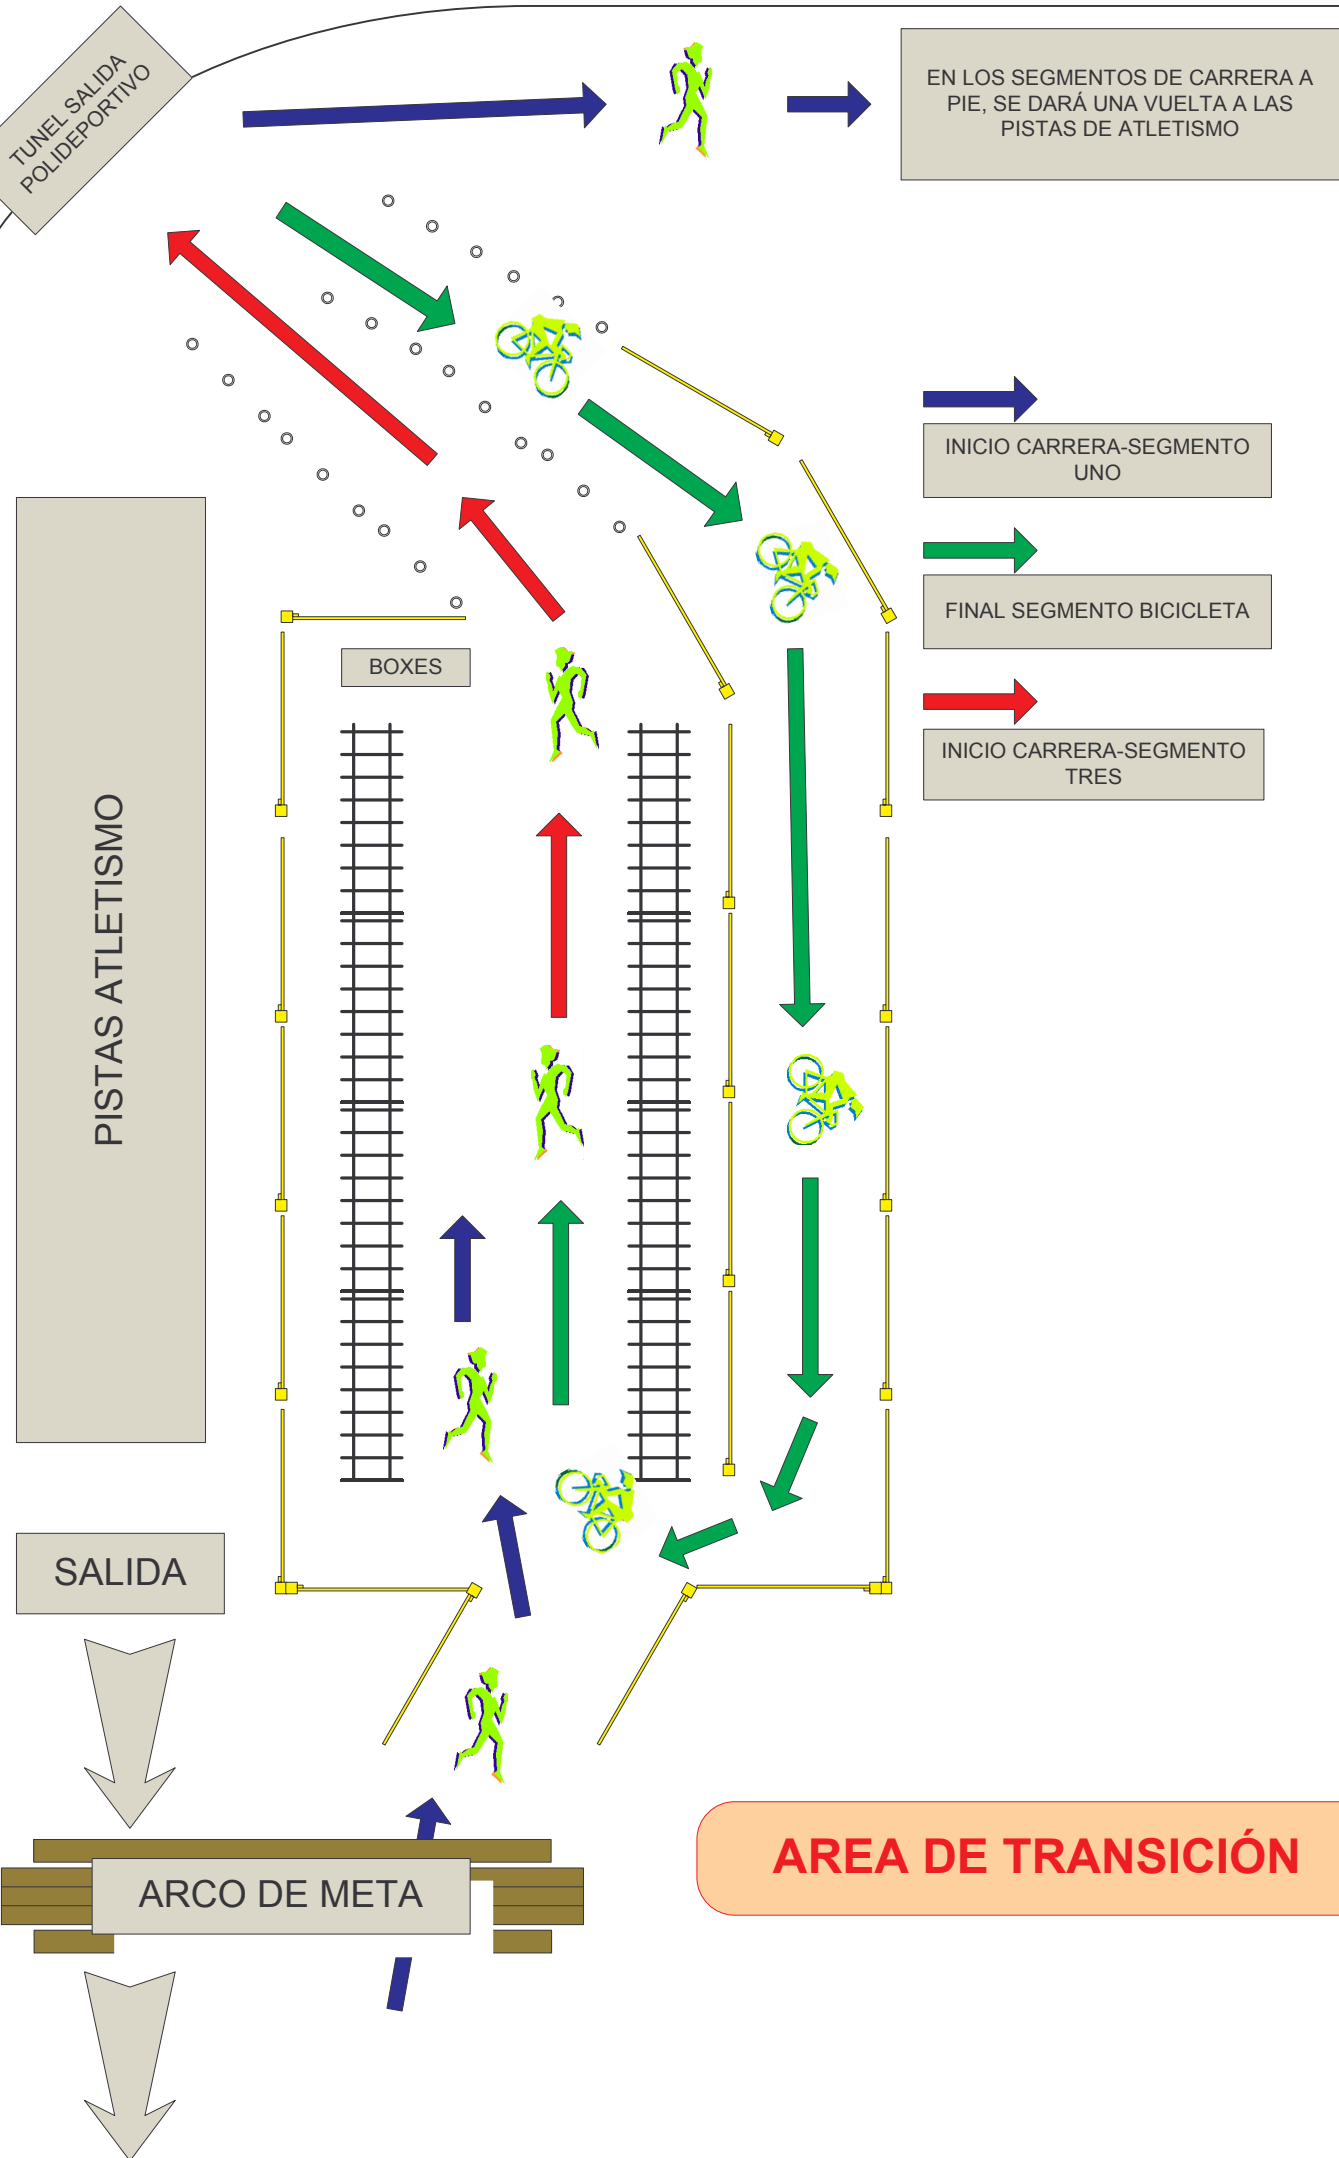 TUNEL SALIDA
POLIDEPORTIVO
EN LOS SEGMENTOS DE CARRERA A
PIE, SE DARÁ UNA VUELTA A LAS
PISTAS DE ATLETISMO
INICIO CARRERA-SEGMENTO
UNO
FINAL SEGMENTO BICICLETA
INICIO CARRERA-SEGMENTO
TRES
BOXES
PISTAS ATLETISMO
SALIDA
ARCO DE META
AREA DE TRANSICIÓN